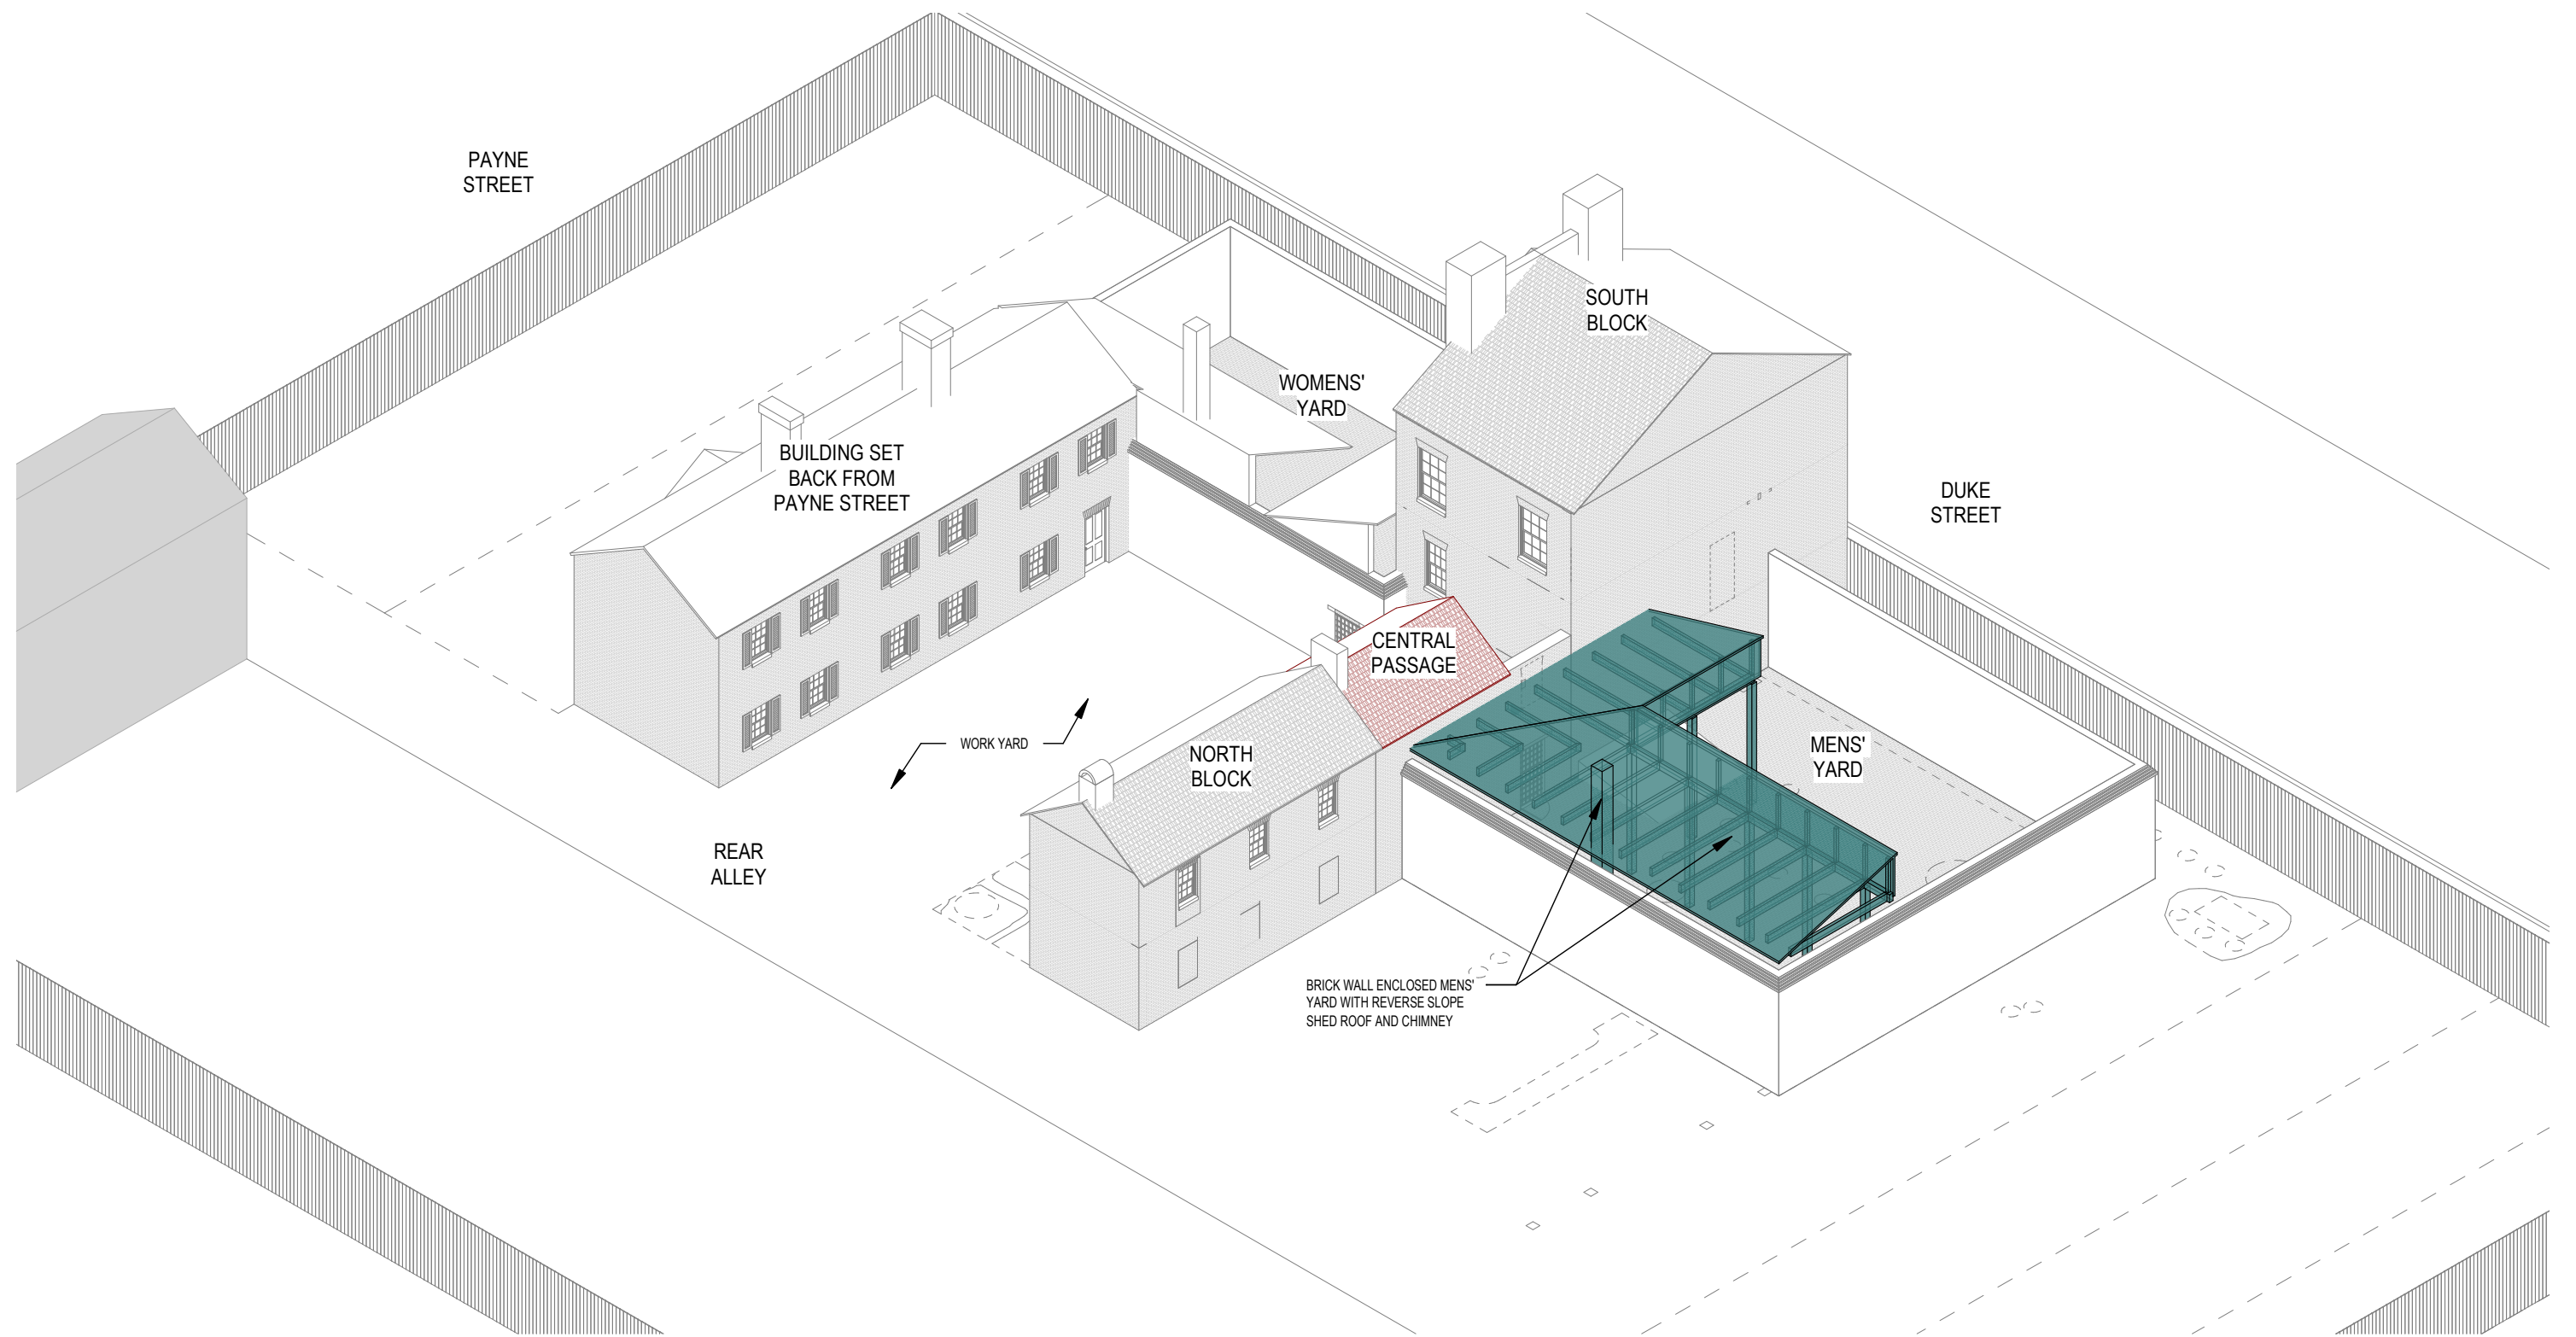 PAYNE
STREET
SOUTH
BLOCK
WOMENS'
YARD
BUILDING SET
BACK FROM
PAYNE STREET
DUKE
STREET
CENTRAL
PASSAGE
WORK YARD
NORTH
BLOCK
MENS'
YARD
REAR
ALLEY
BRICK WALL ENCLOSED MENS'
YARD WITH REVERSE SLOPE
SHED ROOF AND CHIMNEY